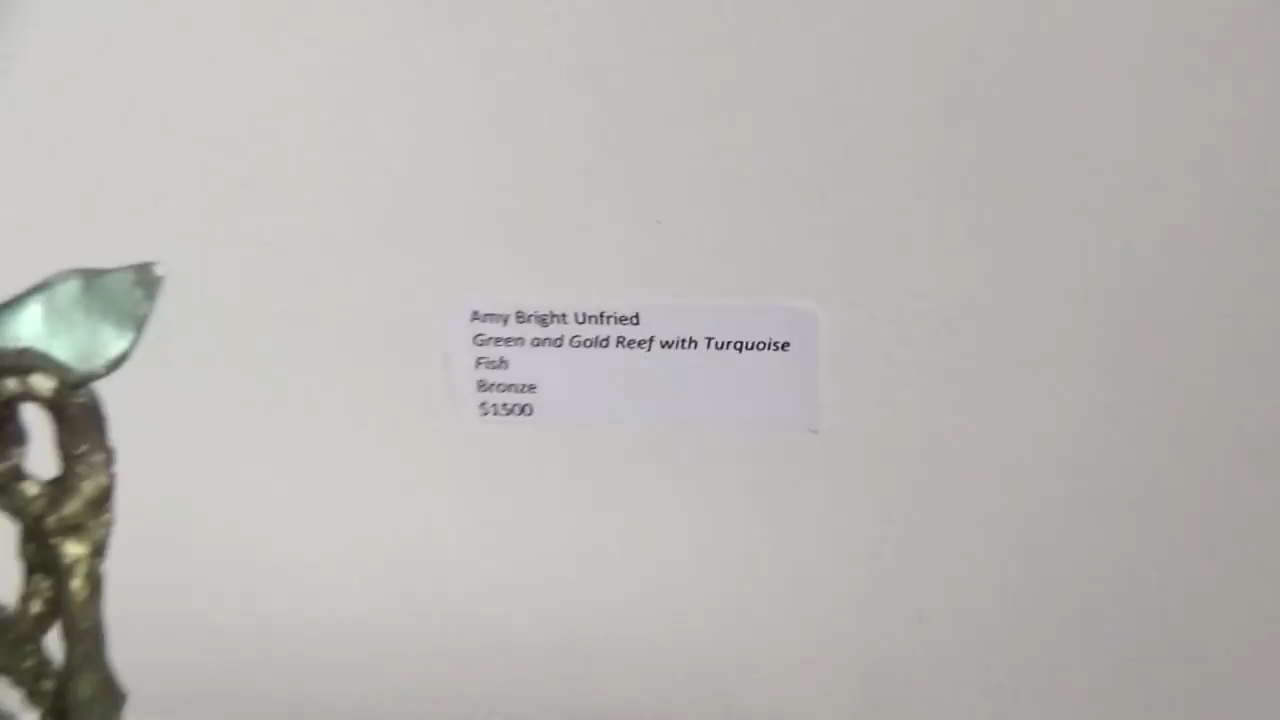 Amy Bright Unfried
Green and Gold Reef with Turquoise
Fish
Bronze
$1500